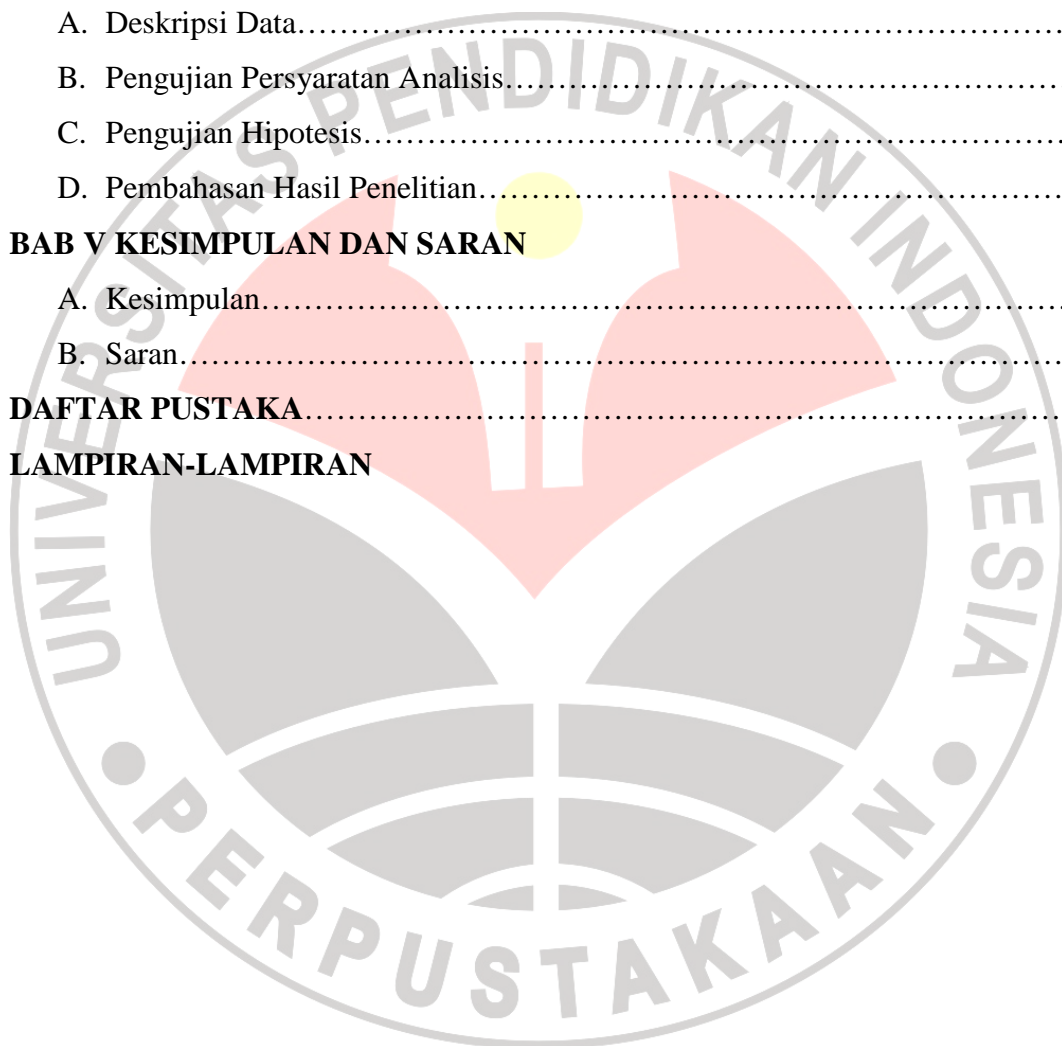 A. Deskripsi Data……………………………………………………………………
B. Pengujian Persyaratan Analisis…………………………………………………
C. Pengujian Hipotesis………………………………………………………………
D. Pembahasan Hasil Penelitian……………………………………………………
BAB V KESIMPULAN DAN SARAN
A. Kesimpulan………………………………………………………………………
B. Saran………………………………………………………………………………
DAFTAR PUSTAKA…………………………………………………………………
LAMPIRAN-LAMPIRAN
UNIVERSITAS PENDIDIKAN INDONESIA
PERPUSTAKAAN